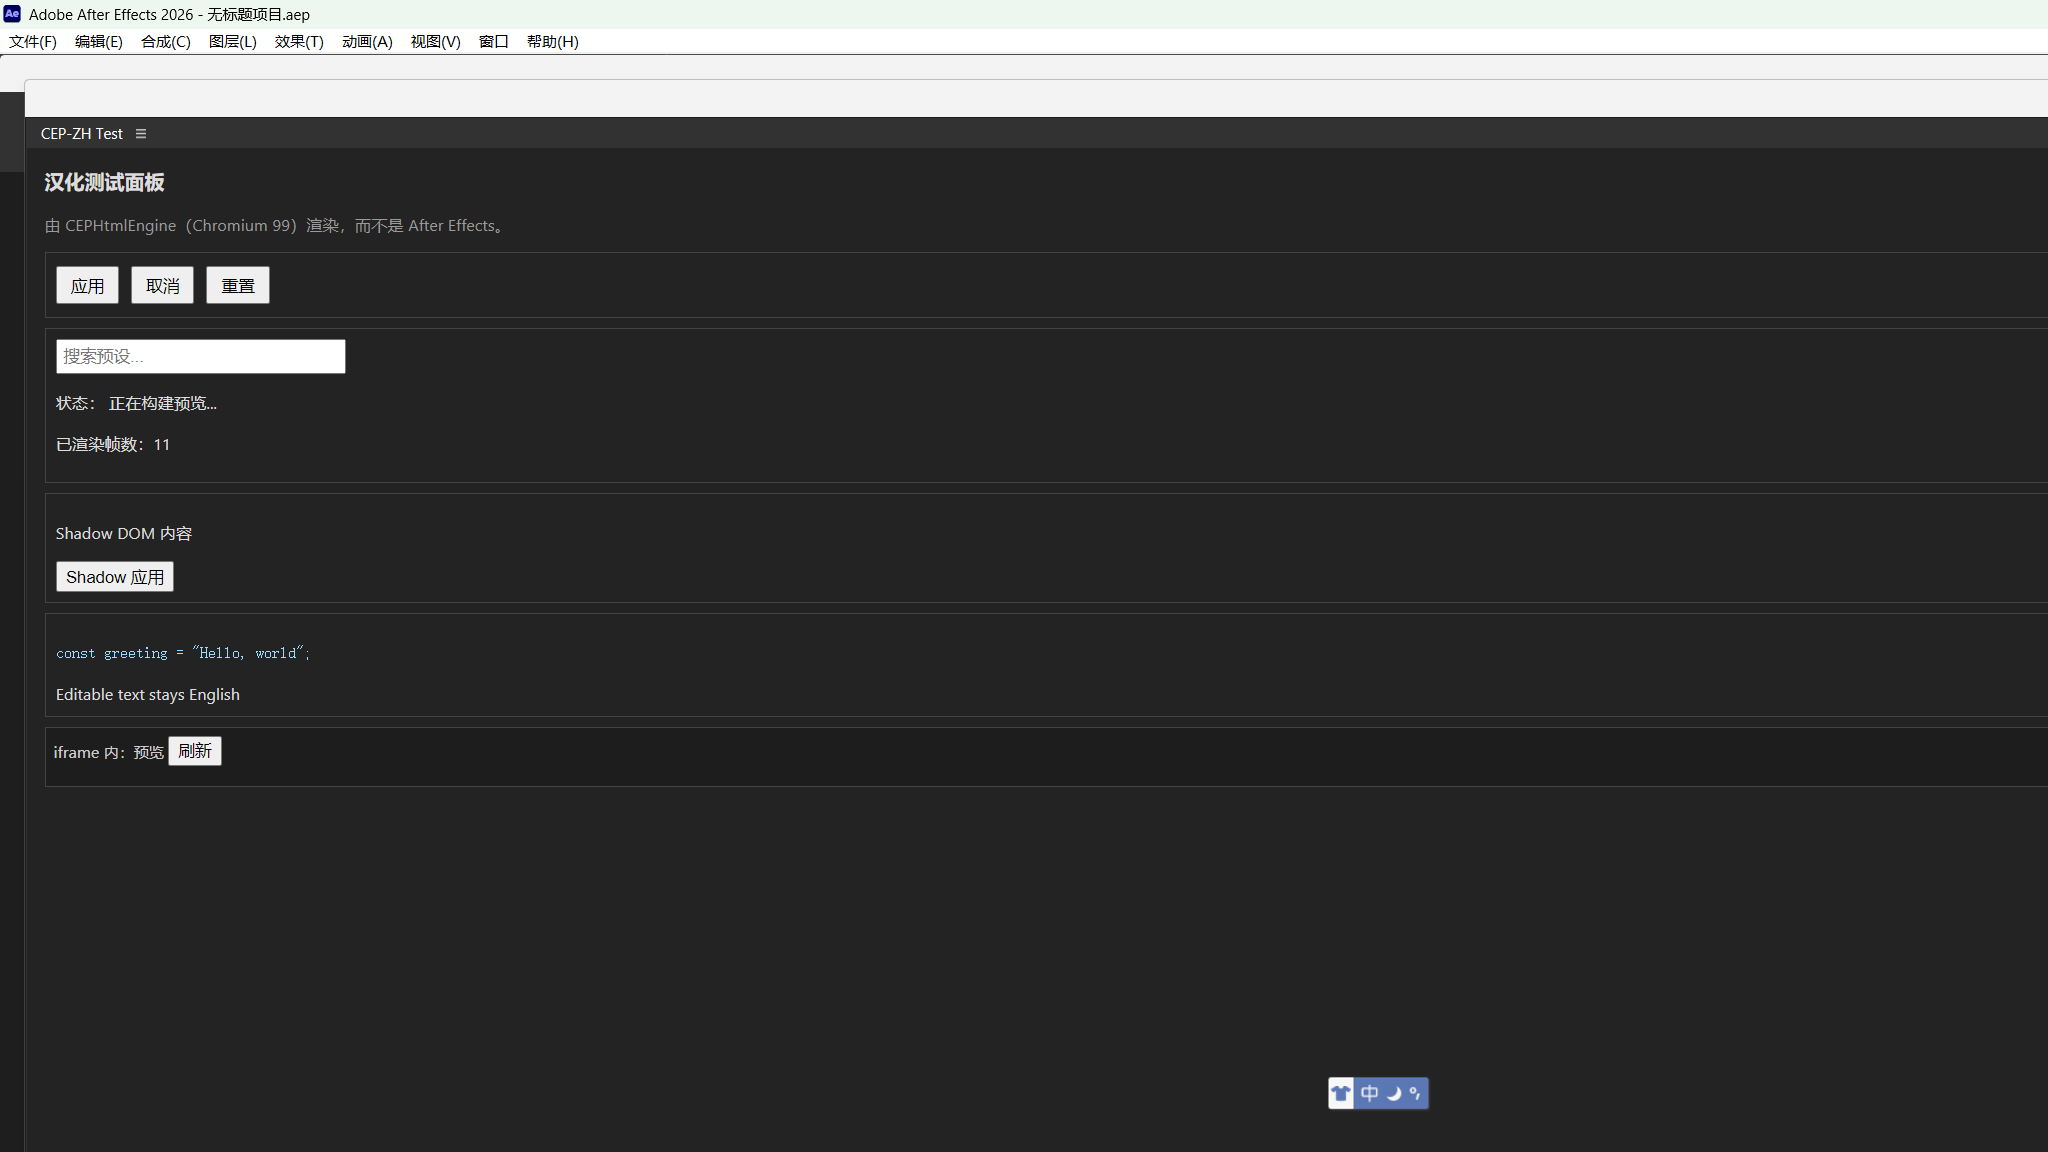 Ae Adobe After Effects 2026 - 无标题项目.aep
文件(F) 编辑(E) 合成(C) 图层(L) 效果(T) 动画(A) 视图(V) 窗口 帮助(H)
CEP-ZH Test ☰
汉化测试面板
由 CEPHtmlEngine（Chromium 99）渲染，而不是 After Effects。
应用 取消 重置
搜索预设...
状态： 正在构建预览...
已渲染帧数：11
Shadow DOM 内容
Shadow 应用
const greeting = "Hello, world";
Editable text stays English
iframe 内：预览 刷新
中